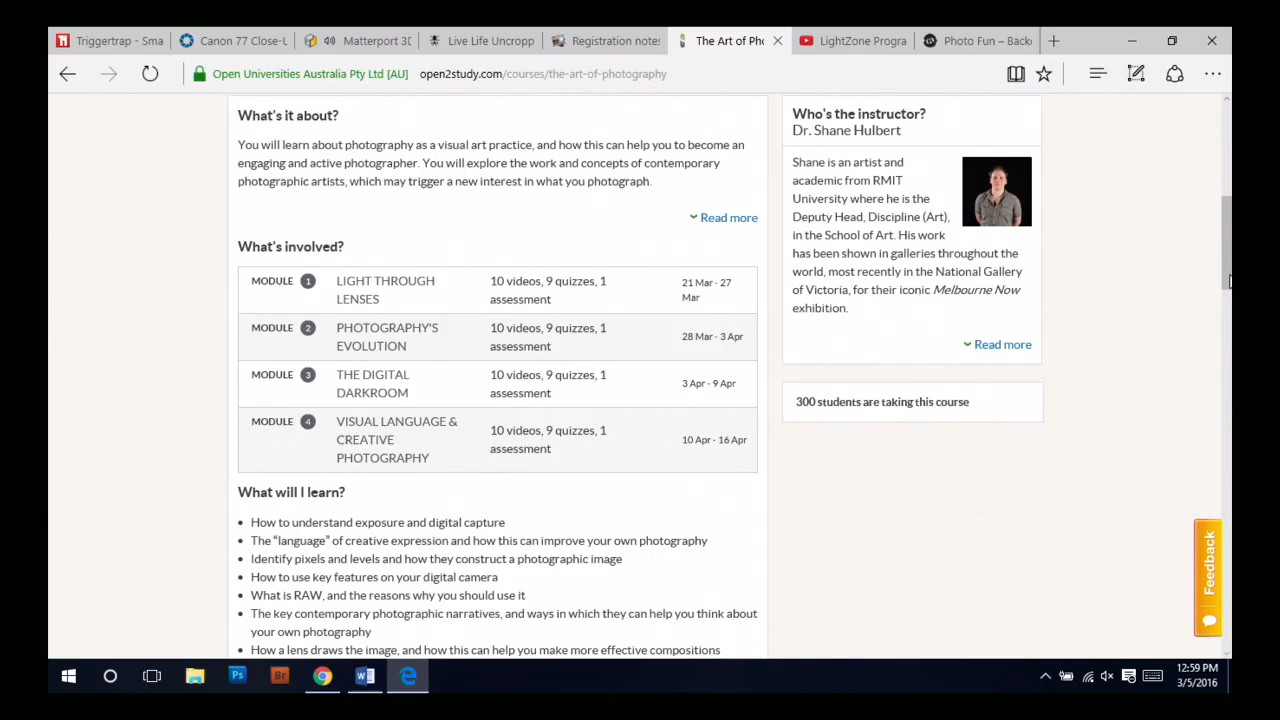 Triggertrap - Sma
Canon 77 Close-U
Matterport 3D
Live Life Uncropp
Registration notes
The Art of Pho
LightZone Progra
Photo Fun – Back
Open Universities Australia Pty Ltd [AU]
open2study.com/courses/the-art-of-photography
What's it about?
You will learn about photography as a visual art practice, and how this can help you to become an
engaging and active photographer. You will explore the work and concepts of contemporary
photographic artists, which may trigger a new interest in what you photograph.
Read more
What's involved?
MODULE 1 LIGHT THROUGH 10 videos, 9 quizzes, 1 21 Mar - 27
LENSES assessment Mar
MODULE 2 PHOTOGRAPHY'S 10 videos, 9 quizzes, 1 28 Mar - 3 Apr
EVOLUTION assessment
MODULE 3 THE DIGITAL 10 videos, 9 quizzes, 1 3 Apr - 9 Apr
DARKROOM assessment
MODULE 4 VISUAL LANGUAGE & 10 videos, 9 quizzes, 1 10 Apr - 16 Apr
CREATIVE assessment
PHOTOGRAPHY
What will I learn?
• How to understand exposure and digital capture
• The “language” of creative expression and how this can improve your own photography
• Identify pixels and levels and how they construct a photographic image
• How to use key features on your digital camera
• What is RAW, and the reasons why you should use it
• The key contemporary photographic narratives, and ways in which they can help you think about
your own photography
• How a lens draws the image, and how this can help you make more effective compositions
Who's the instructor?
Dr. Shane Hulbert
Shane is an artist and
academic from RMIT
University where he is the
Deputy Head, Discipline (Art),
in the School of Art. His work
has been shown in galleries throughout the
world, most recently in the National Gallery
of Victoria, for their iconic Melbourne Now
exhibition.
Read more
300 students are taking this course
Feedback
Ps
Br
12:59 PM
3/5/2016